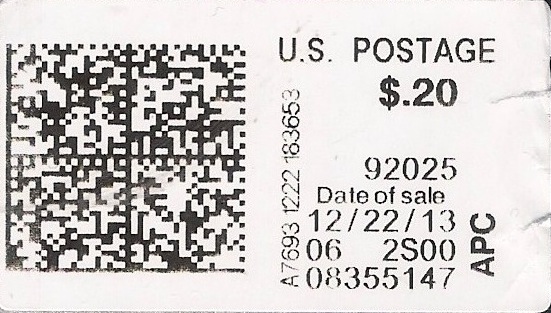 U.S. POSTAGE
$.20
A7693 1222 163653
92025
Date of sale
12/22/13
06 2S00
08355147
APC